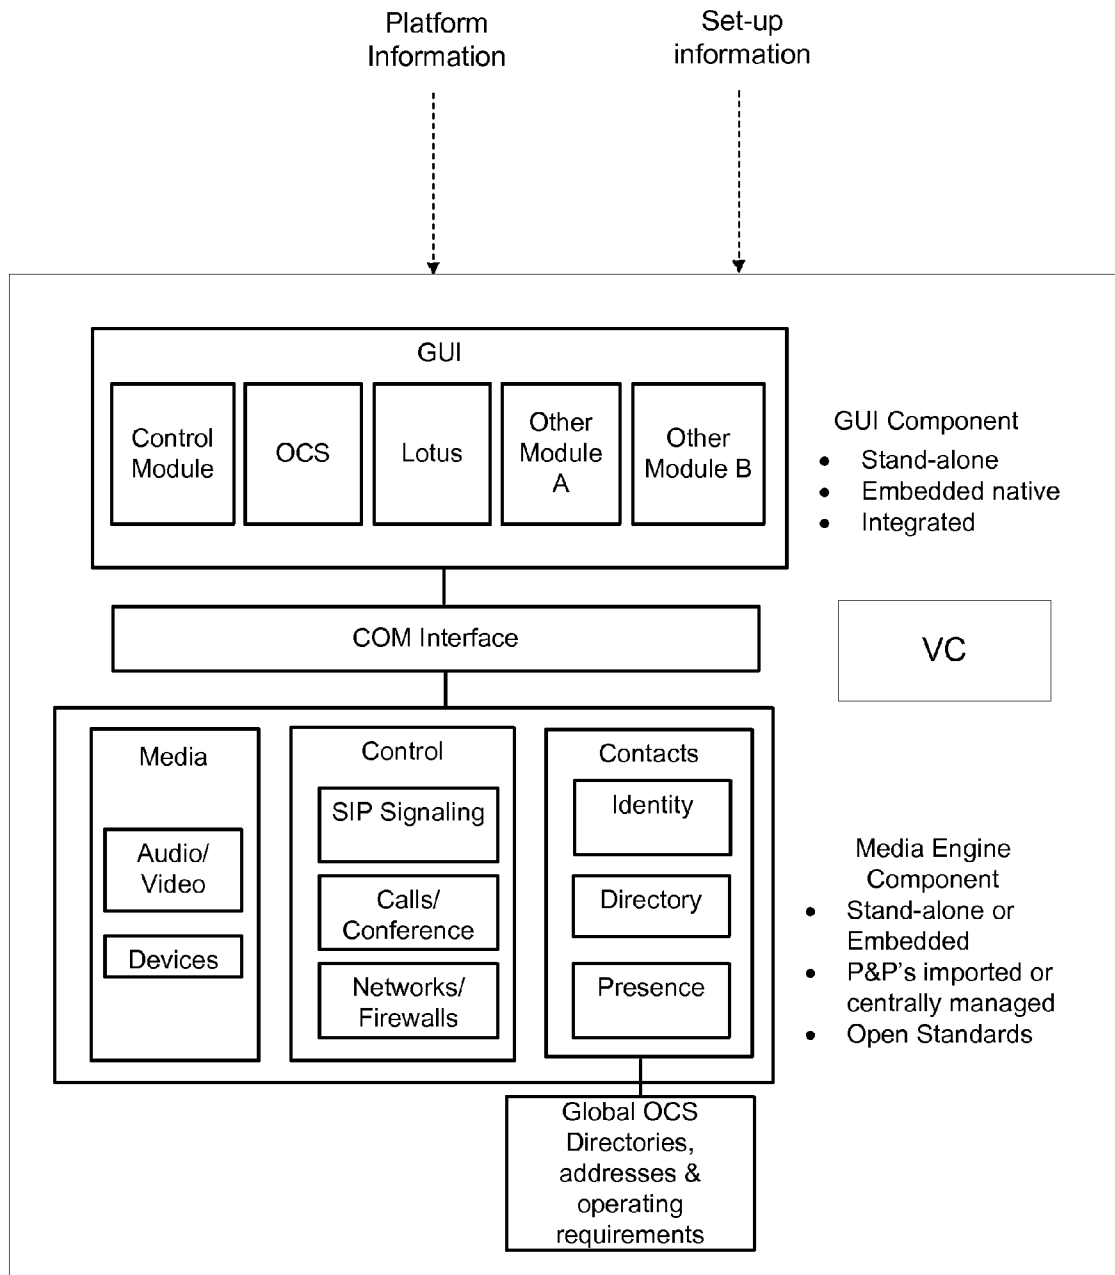 Platform
Information
Set-up
information
GUI
Control
Module
OCS
Lotus
Other
Module
A
Other
Module B
GUI Component
• Stand-alone
• Embedded native
• Integrated
COM Interface
VC
Media
Audio/
Video
Devices
Control
SIP Signaling
Calls/
Conference
Networks/
Firewalls
Contacts
Identity
Directory
Presence
Media Engine
Component
• Stand-alone or
Embedded
• P&P's imported or
centrally managed
• Open Standards
Global OCS
Directories,
addresses &
operating
requirements